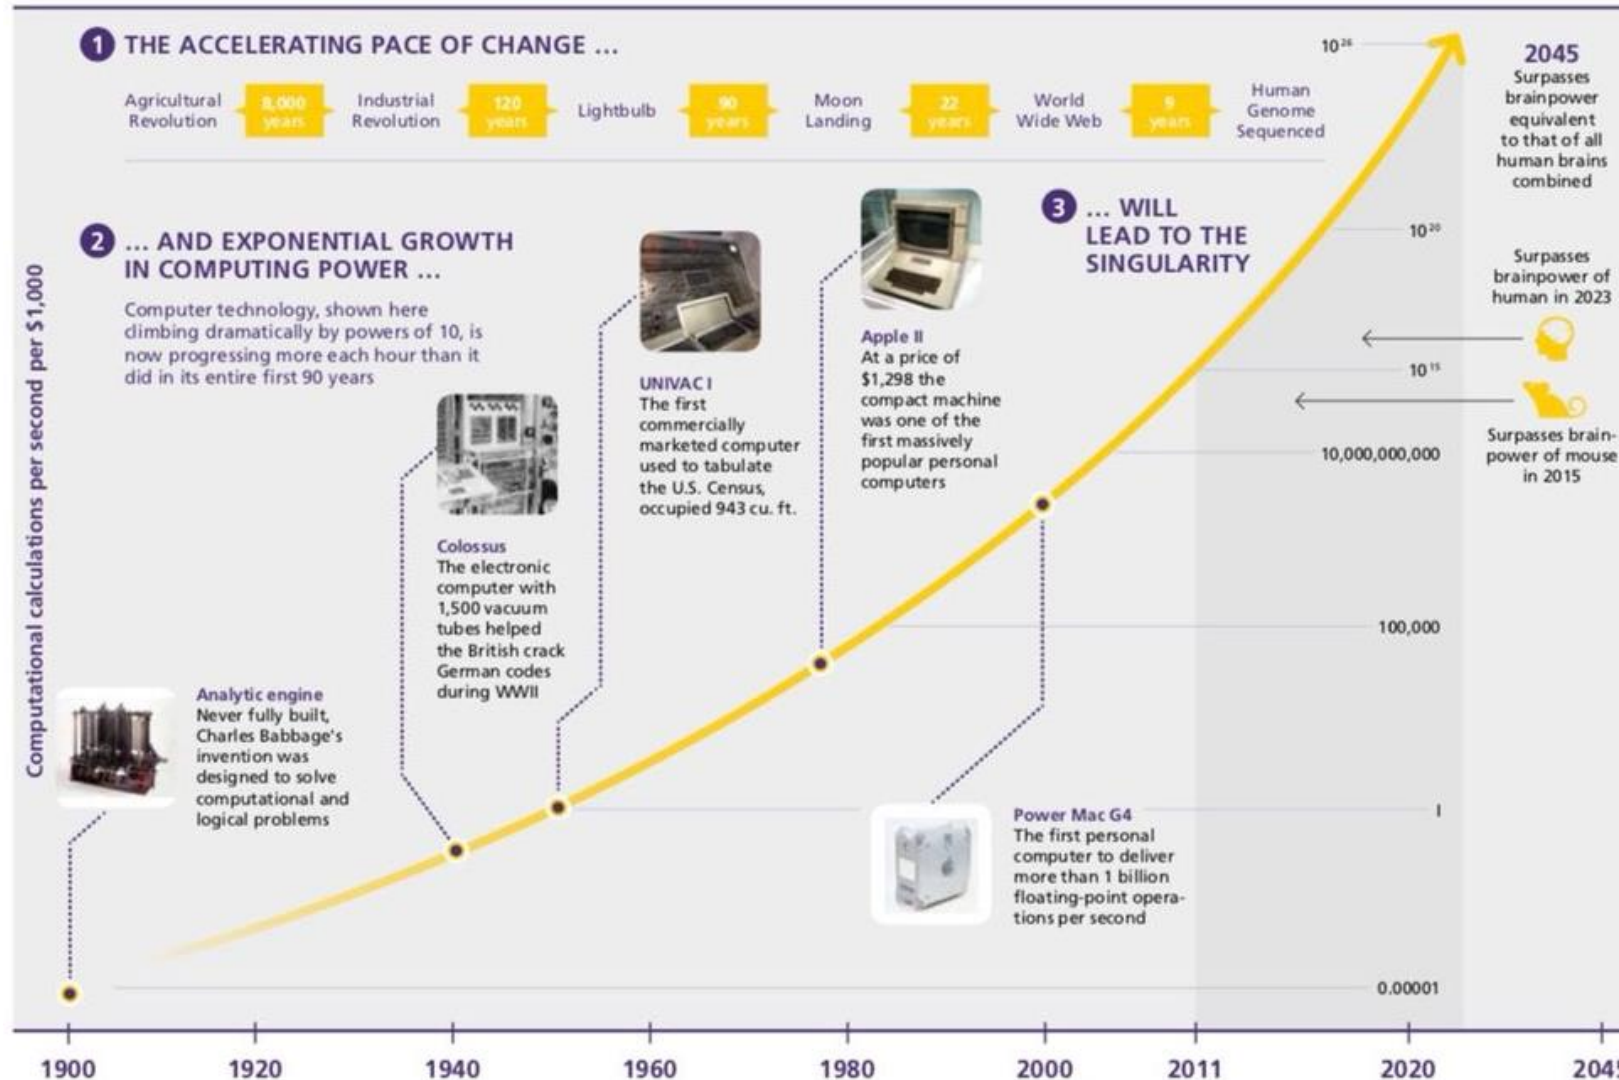 1 THE ACCELERATING PACE OF CHANGE ...
Agricultural
Revolution
8,000
years
Industrial
Revolution
120
years
Lightbulb
90
years
Moon
Landing
22
years
World
Wide Web
9
years
Human
Genome
Sequenced
2 ... AND EXPONENTIAL GROWTH
IN COMPUTING POWER ...
Computer technology, shown here
climbing dramatically by powers of 10, is
now progressing more each hour than it
did in its entire first 90 years
3 ... WILL
LEAD TO THE
SINGULARITY
Computational calculations per second per $1,000
Analytic engine
Never fully built,
Charles Babbage's
invention was
designed to solve
computational and
logical problems
Colossus
The electronic
computer with
1,500 vacuum
tubes helped
the British crack
German codes
during WWII
UNIVAC I
The first
commercially
marketed computer
used to tabulate
the U.S. Census,
occupied 943 cu. ft.
Apple II
At a price of
$1,298 the
compact machine
was one of the
first massively
popular personal
computers
Power Mac G4
The first personal
computer to deliver
more than 1 billion
floating-point opera-
tions per second
10²⁶
10²⁰
10¹⁵
10,000,000,000
100,000
1
0.00001
2045
Surpasses
brainpower
equivalent
to that of all
human brains
combined
Surpasses
brainpower of
human in 2023
Surpasses brain-
power of mouse
in 2015
1900 1920 1940 1960 1980 2000 2011 2020